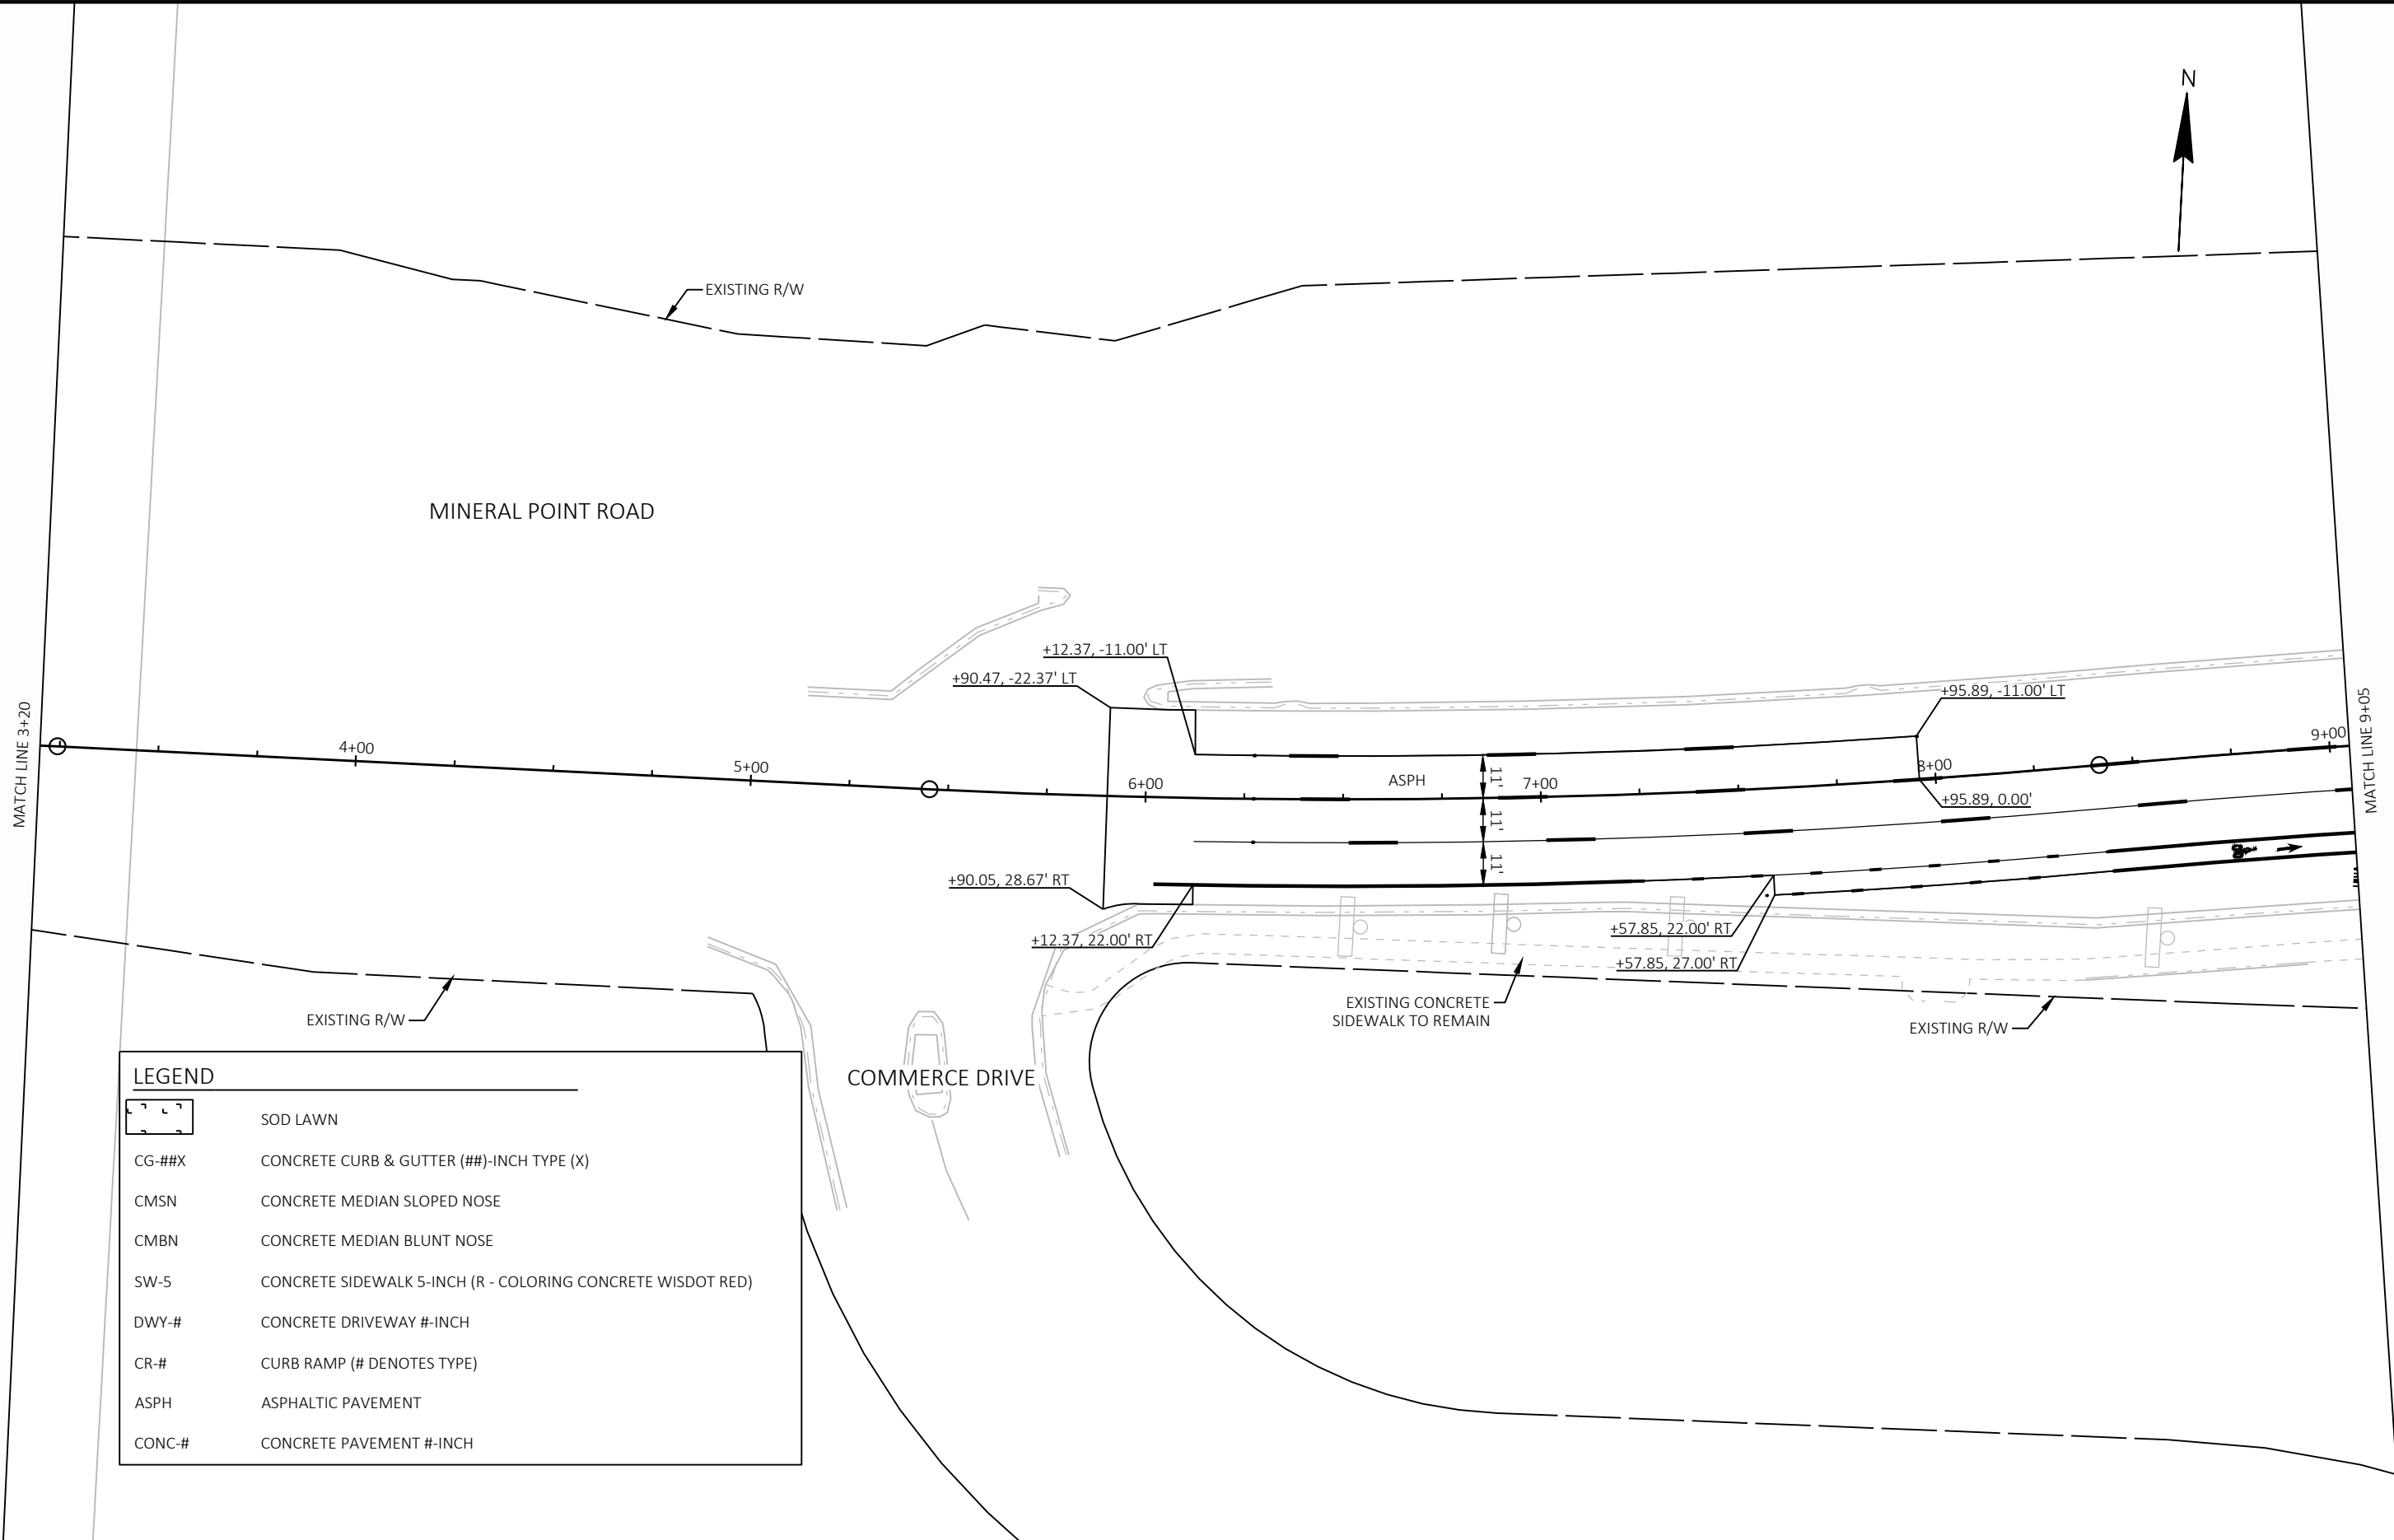 N
EXISTING R/W
MINERAL POINT ROAD
+12.37, -11.00' LT
+90.47, -22.37' LT
+95.89, -11.00' LT
MATCH LINE 3+20
4+00
5+00
6+00
ASPH
11'
7+00
8+00
9+00
MATCH LINE 9+05
+95.89, 0.00'
11'
11'
+90.05, 28.67' RT
+12.37, 22.00' RT
+57.85, 22.00' RT
+57.85, 27.00' RT
EXISTING R/W
EXISTING CONCRETE
SIDEWALK TO REMAIN
EXISTING R/W
COMMERCE DRIVE
LEGEND
SOD LAWN
CG-##X CONCRETE CURB & GUTTER (##)-INCH TYPE (X)
CMSN CONCRETE MEDIAN SLOPED NOSE
CMBN CONCRETE MEDIAN BLUNT NOSE
SW-5 CONCRETE SIDEWALK 5-INCH (R - COLORING CONCRETE WISDOT RED)
DWY-# CONCRETE DRIVEWAY #-INCH
CR-# CURB RAMP (# DENOTES TYPE)
ASPH ASPHALTIC PAVEMENT
CONC-# CONCRETE PAVEMENT #-INCH